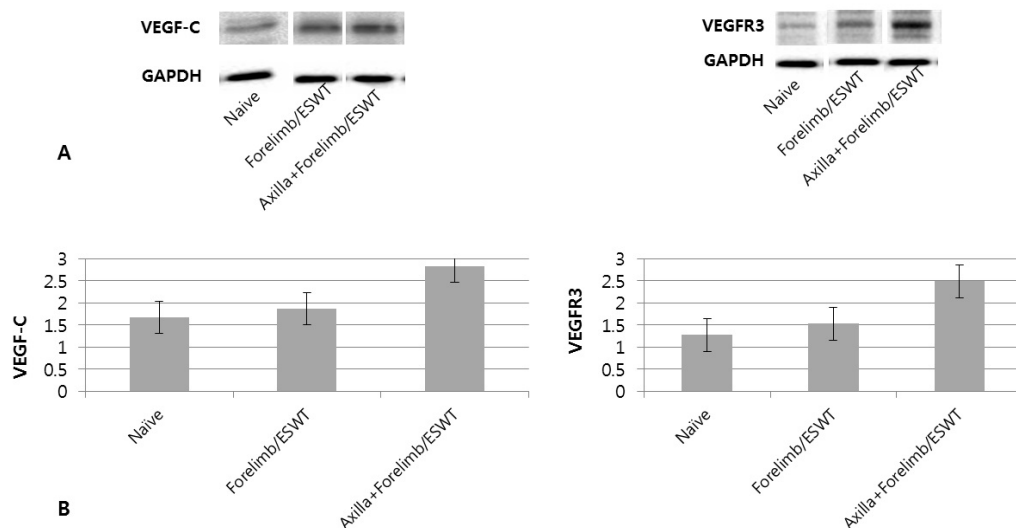 VEGF-C
GAPDH
Naive
Forelimb/ESWT
Axilla+Forelimb/ESWT
VEGFR3
GAPDH
Naive
Forelimb/ESWT
Axilla+Forelimb/ESWT
A
VEGF-C
3
2.5
2
1.5
1
0.5
0
Naïve
Forelimb/ESWT
Axilla+Forelimb/ESWT
VEGFR3
3
2.5
2
1.5
1
0.5
0
Naïve
Forelimb/ESWT
Axilla+Forelimb/ESWT
B